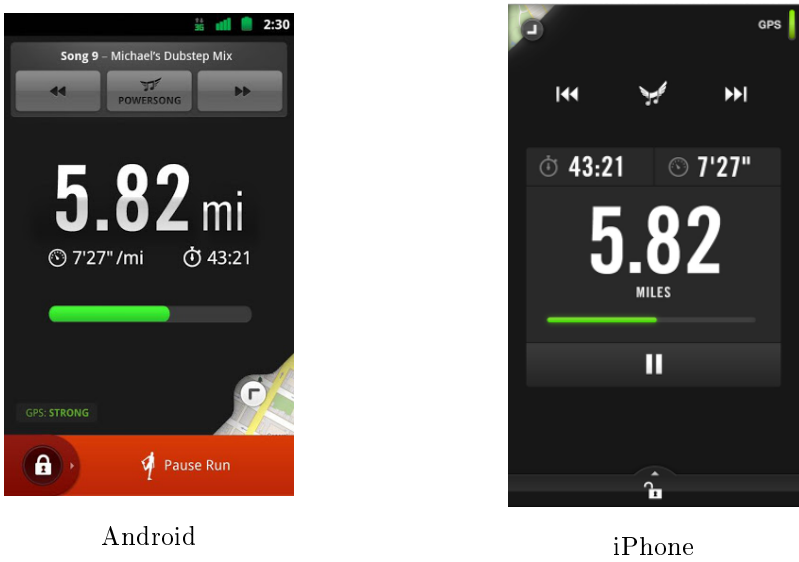 3G 2:30
Song 9 – Michael's Dubstep Mix
POWERSONG
5.82 mi
7'27"/mi 43:21
GPS: STRONG
Pause Run
Android
GPS
43:21 7'27"
5.82
MILES
iPhone